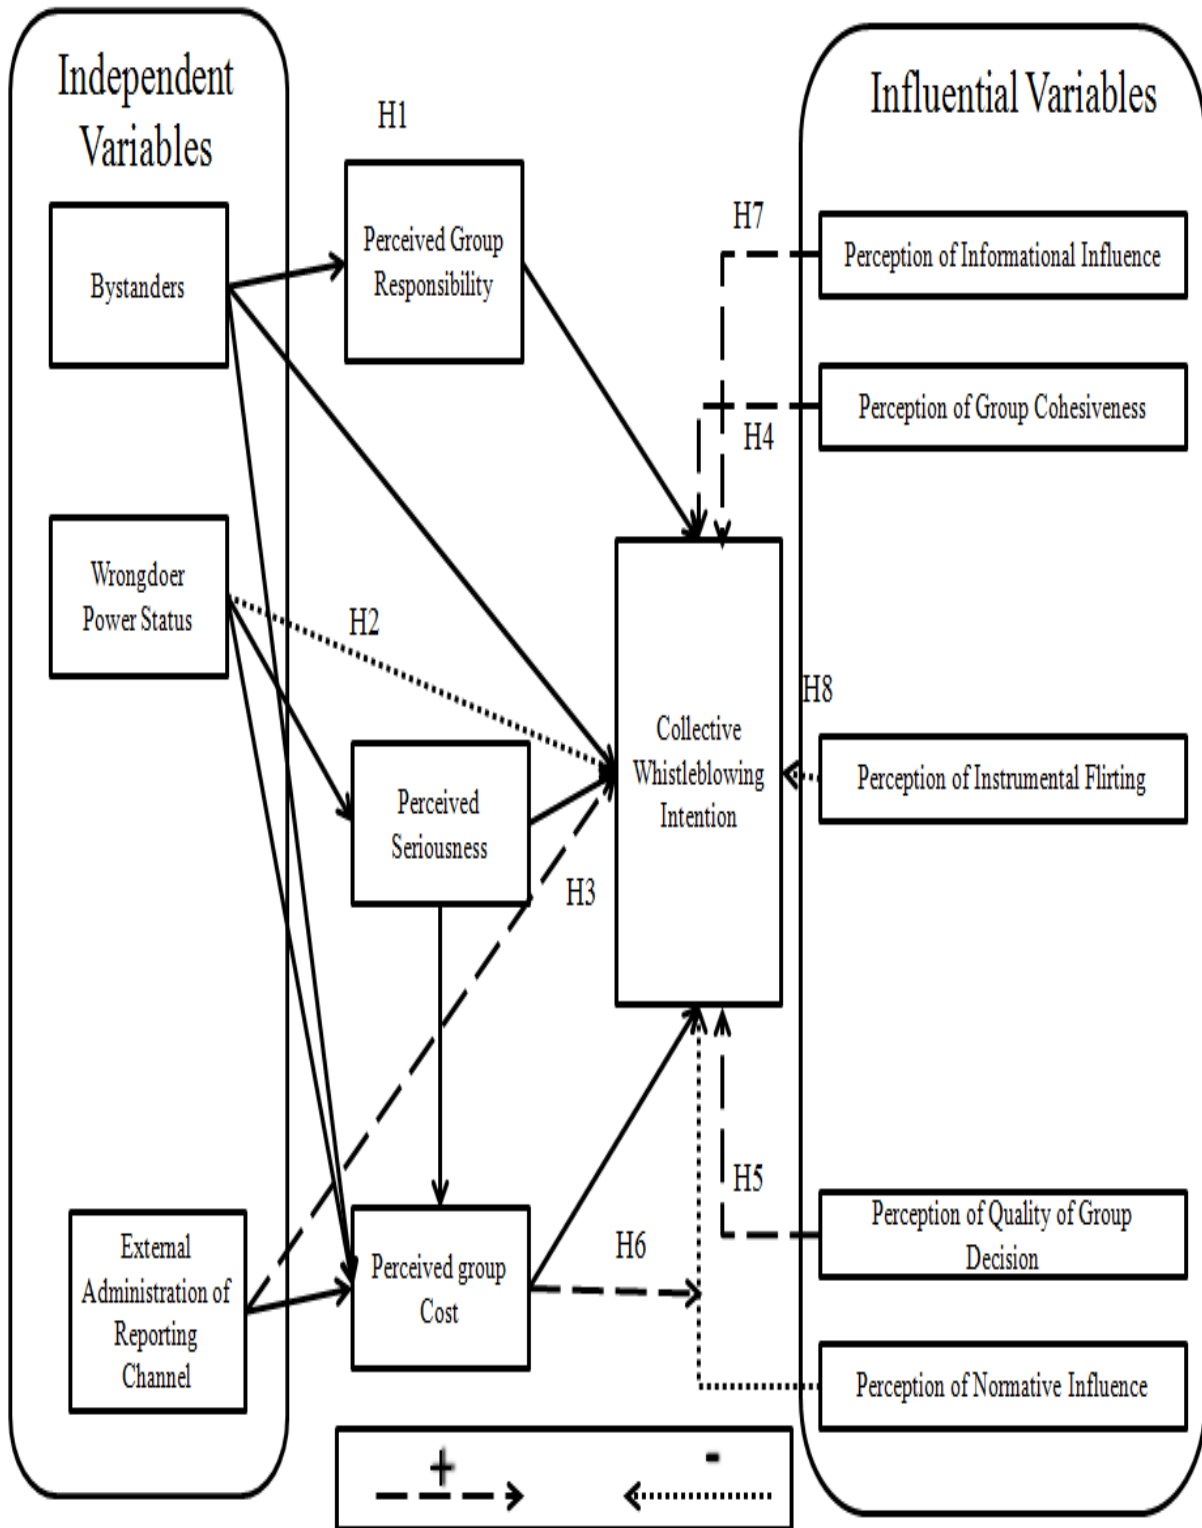 Independent
Variables
Influential Variables
H1
Bystanders
Perceived Group
Responsibility
H7
Perception of Informational Influence
Perception of Group Cohesiveness
H4
Wrongdoer
Power Status
H2
H8
Collective
Whistleblowing
Intention
Perception of Instrumental Flirting
Perceived
Seriousness
H3
External
Administration of
Reporting
Channel
Perceived group
Cost
H6
H5
Perception of Quality of Group
Decision
Perception of Normative Influence
+
-